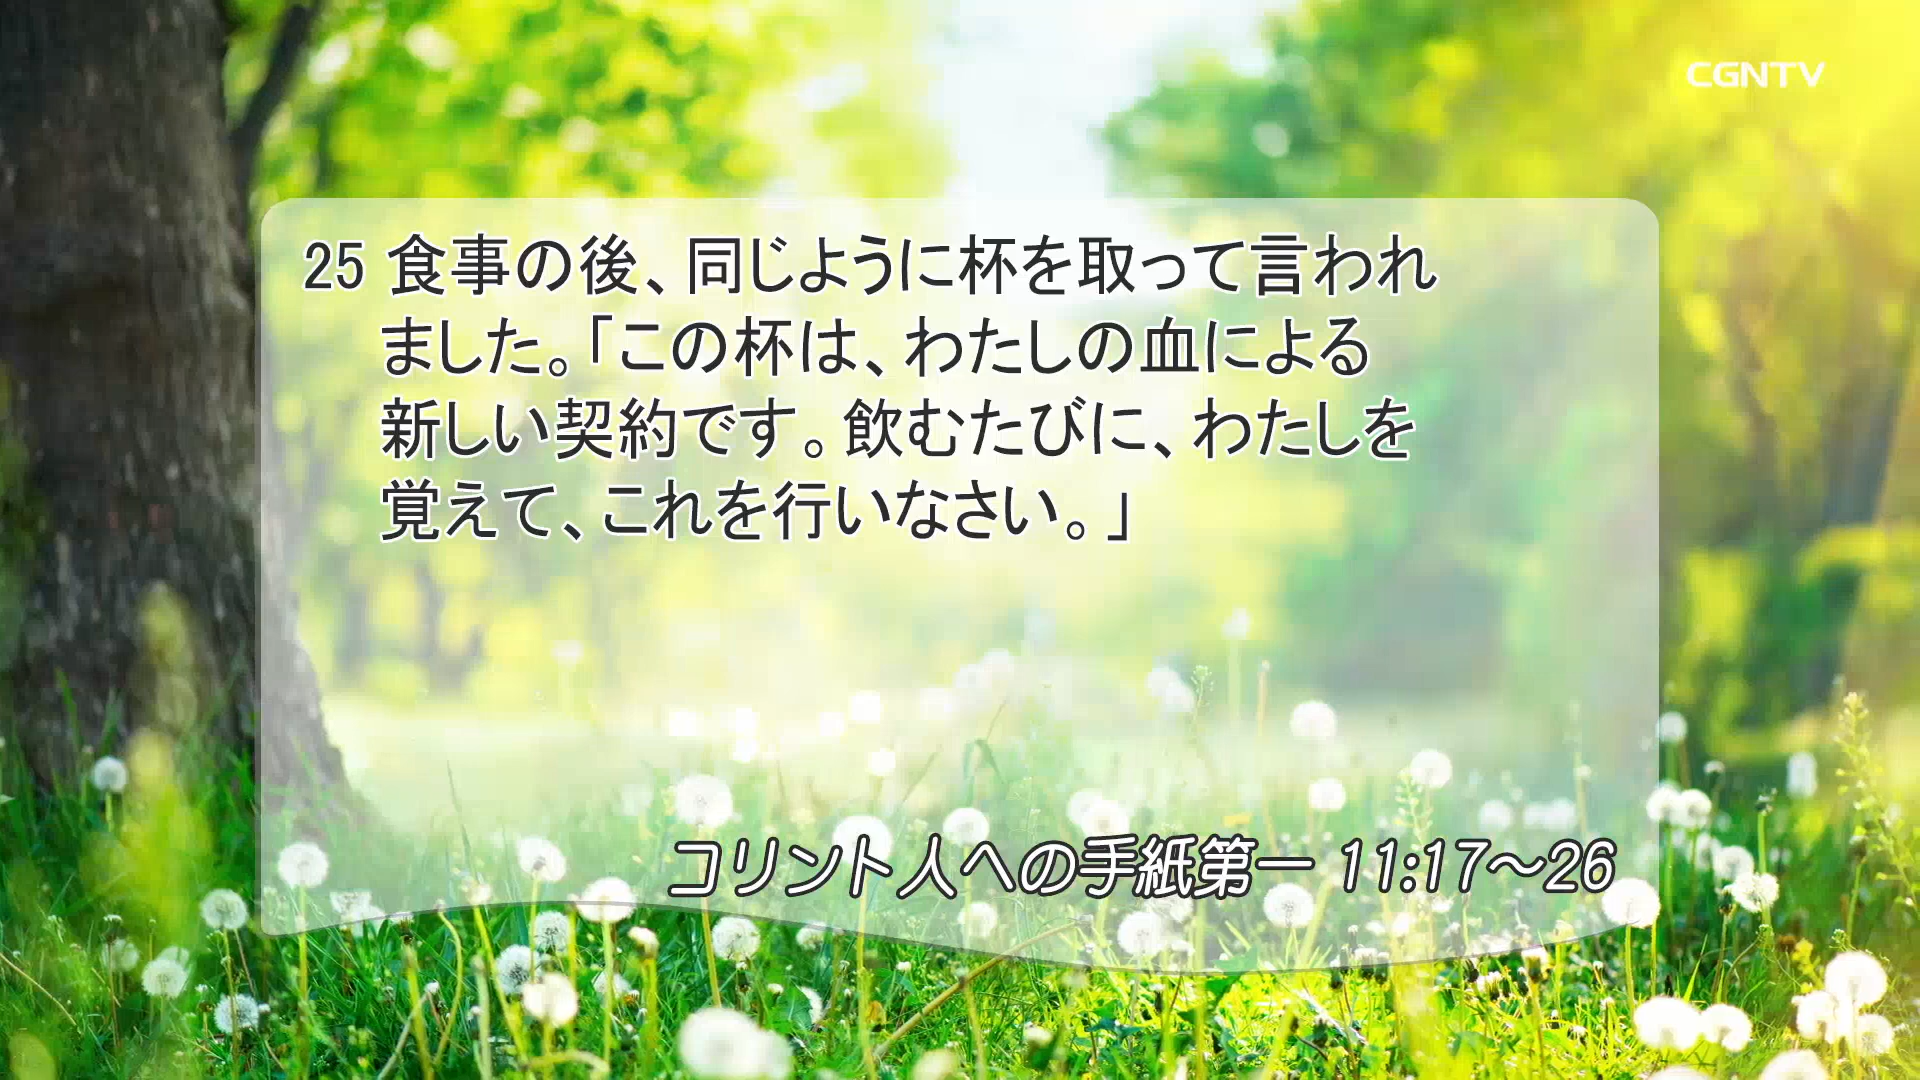 CGNTV
25 食事の後、同じように杯を取って言われ
ました。「この杯は、わたしの血による
新しい契約です。飲むたびに、わたしを
覚えて、これを行いなさい。」
コリント人への手紙第一 11:17～26